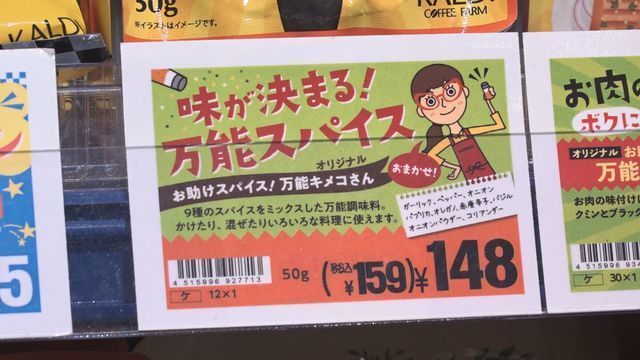 50g
※イラストはイメージです。
KALDI
COFFEE FARM
KALD
味が決まる!
万能スパイス
オリジナル
お助けスパイス!万能キメコさん
おまかせ!
9種のスパイスをミックスした万能調味料。
かけたり、混ぜたりいろいろな料理に使えます。
ガーリック、ペッパー、オニオン
パプリカ、オレガノ、赤唐辛子、バジル
オニオンパウダー、コリアンダー
4 515996 927713
ケ 12×1
50g (税込¥159)¥148
5
お肉の
ボクに
オリジナル お
万能
お肉の味付け
クミンとブラッ
4 515996 93
ケ 30×1